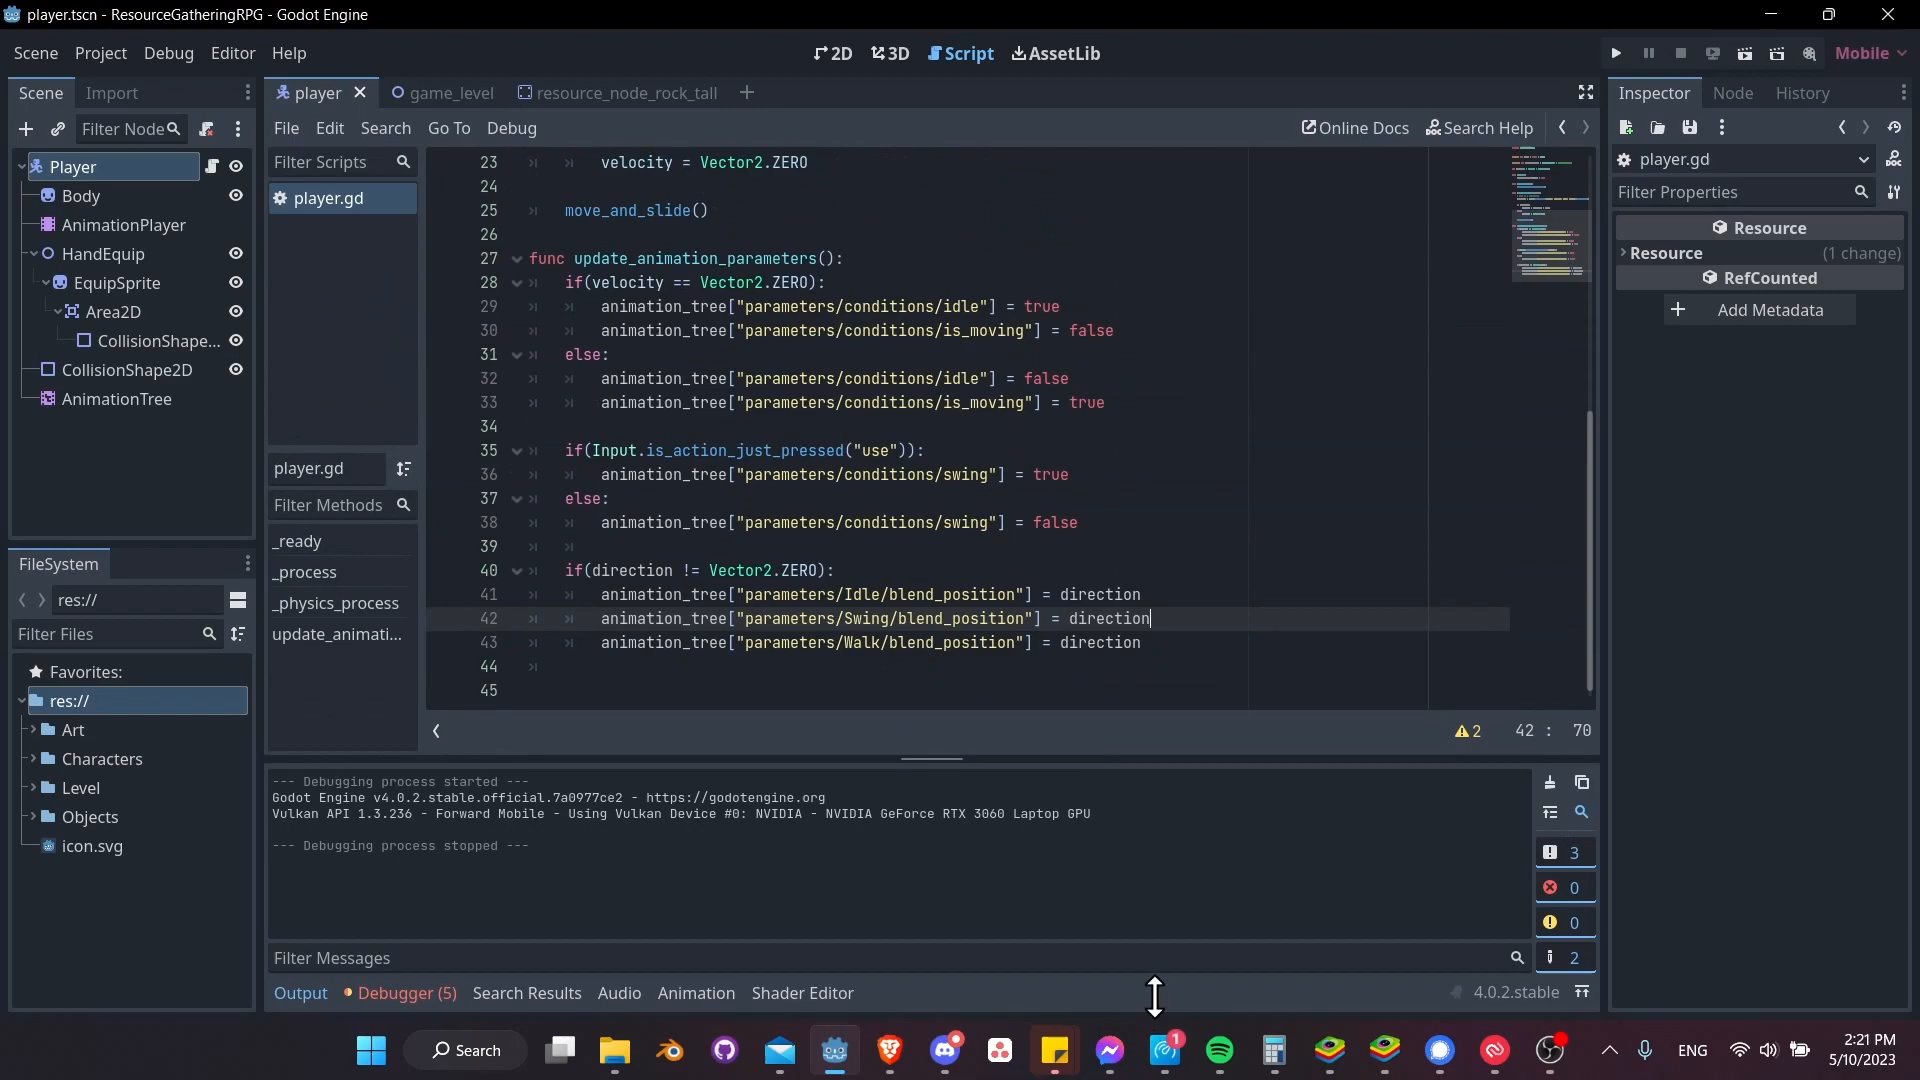 player.tscn - ResourceGatheringRPG - Godot Engine
Scene Project Debug Editor Help
2D 3D Script AssetLib
Mobile
Scene Import
Filter Node
Player
Body
AnimationPlayer
HandEquip
EquipSprite
Area2D
CollisionShape...
CollisionShape2D
AnimationTree
FileSystem
res://
Filter Files
Favorites:
res://
Art
Characters
Level
Objects
icon.svg
player game_level resource_node_rock_tall
File Edit Search Go To Debug
Online Docs Search Help
Filter Scripts
player.gd
player.gd
Filter Methods
_ready
_process
_physics_process
update_animati...
23 velocity = Vector2.ZERO
24
25 move_and_slide()
26
27 func update_animation_parameters():
28 if(velocity == Vector2.ZERO):
29 animation_tree["parameters/conditions/idle"] = true
30 animation_tree["parameters/conditions/is_moving"] = false
31 else:
32 animation_tree["parameters/conditions/idle"] = false
33 animation_tree["parameters/conditions/is_moving"] = true
34
35 if(Input.is_action_just_pressed("use")):
36 animation_tree["parameters/conditions/swing"] = true
37 else:
38 animation_tree["parameters/conditions/swing"] = false
39
40 if(direction != Vector2.ZERO):
41 animation_tree["parameters/Idle/blend_position"] = direction
42 animation_tree["parameters/Swing/blend_position"] = direction
43 animation_tree["parameters/Walk/blend_position"] = direction
44
45
2 42 : 70
--- Debugging process started ---
Godot Engine v4.0.2.stable.official.7a0977ce2 - https://godotengine.org
Vulkan API 1.3.236 - Forward Mobile - Using Vulkan Device #0: NVIDIA - NVIDIA GeForce RTX 3060 Laptop GPU
--- Debugging process stopped ---
3
0
0
2
Filter Messages
Output Debugger (5) Search Results Audio Animation Shader Editor
4.0.2.stable
Inspector Node History
player.gd
Filter Properties
Resource
Resource (1 change)
RefCounted
Add Metadata
Search
1
ENG
2:21 PM
5/10/2023